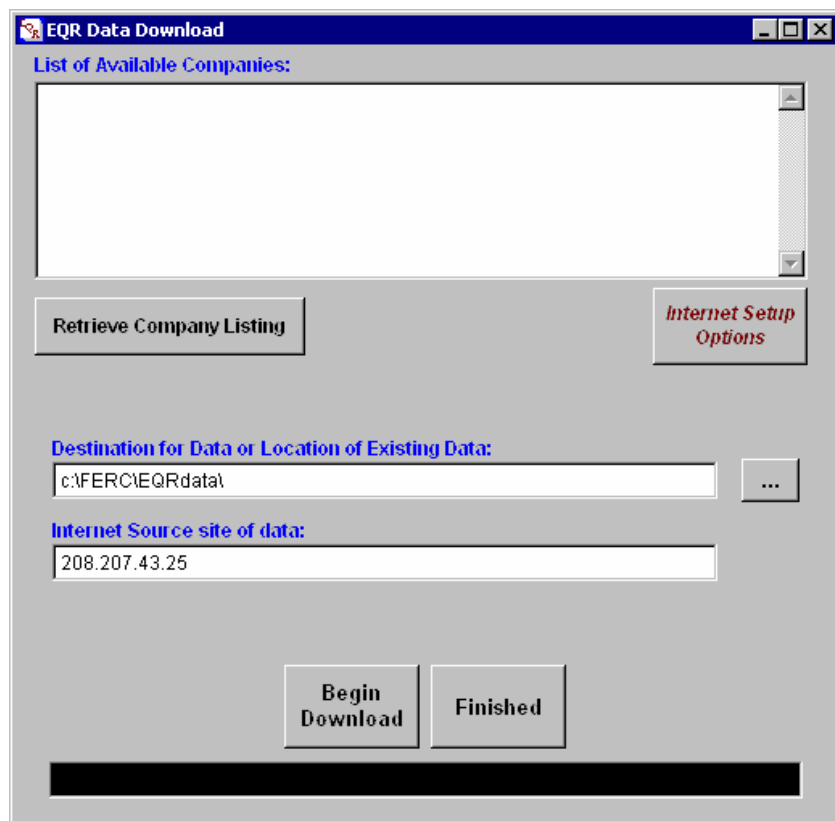 EQR Data Download
List of Available Companies:
Retrieve Company Listing
Internet Setup
Options
Destination for Data or Location of Existing Data:
c:\FERC\EQRdata\
...
Internet Source site of data:
208.207.43.25
Begin
Download
Finished